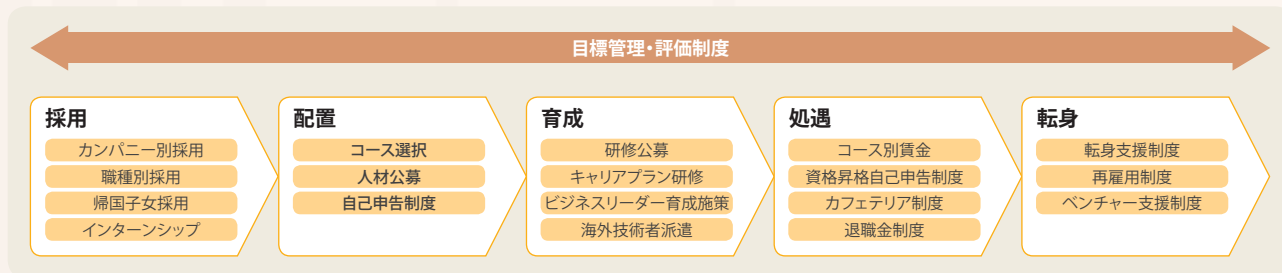 目標管理・評価制度
採用
カンパニー別採用
職種別採用
帰国子女採用
インターンシップ
配置
コース選択
人材公募
自己申告制度
育成
研修公募
キャリアプラン研修
ビジネスリーダー育成施策
海外技術者派遣
処遇
コース別賃金
資格昇格自己申告制度
カフェテリア制度
退職金制度
転身
転身支援制度
再雇用制度
ベンチャー支援制度